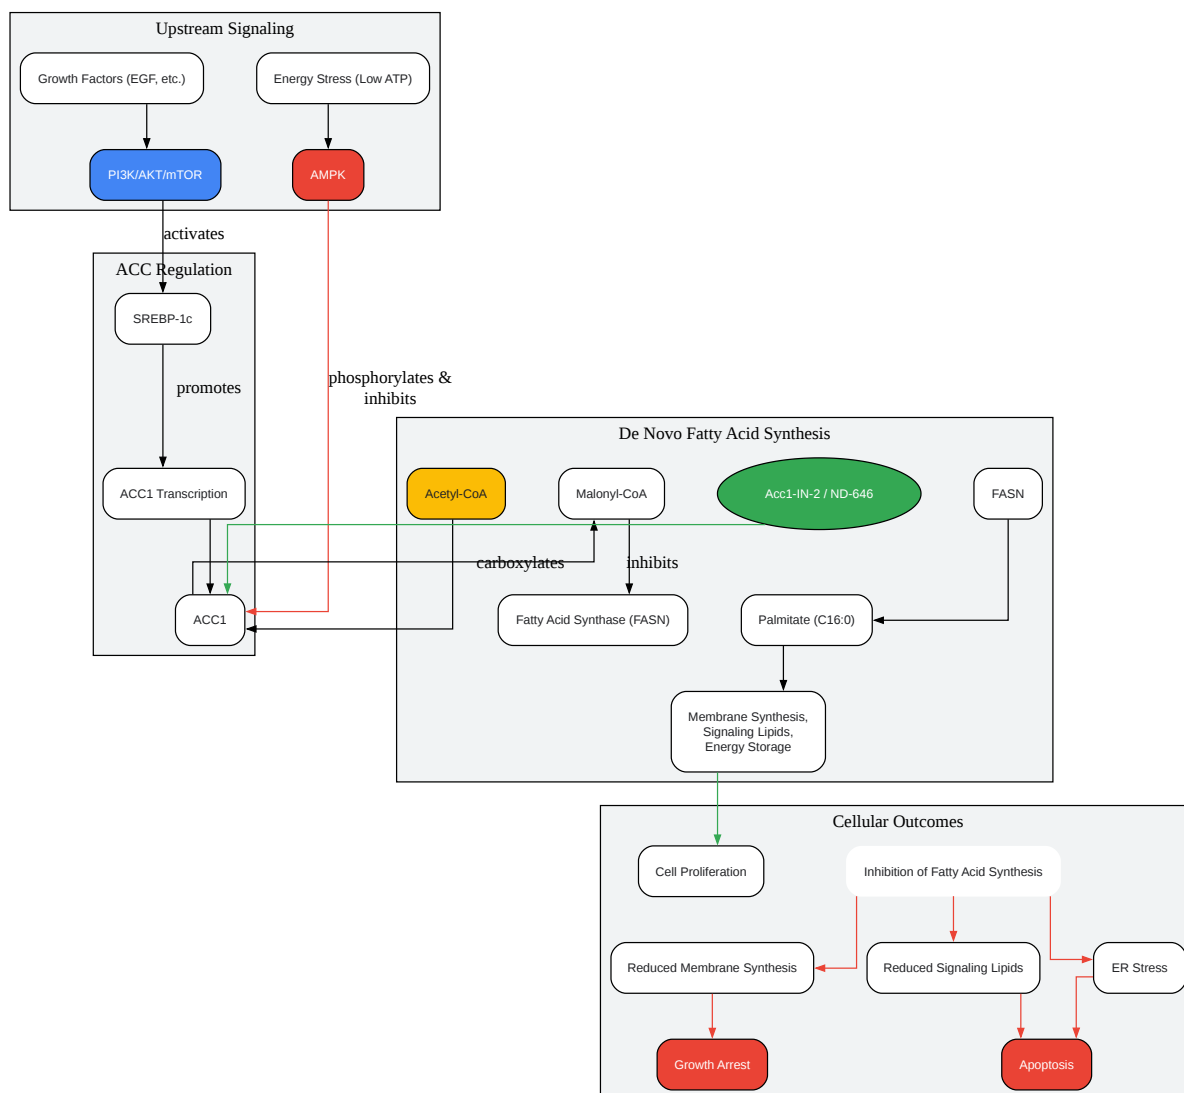 Upstream Signaling
Growth Factors (EGF, etc.)
Energy Stress (Low ATP)
PI3K/AKT/mTOR
AMPK
activates
ACC Regulation
SREBP-1c
promotes
phosphorylates &
inhibits
De Novo Fatty Acid Synthesis
ACC1 Transcription
Acetyl-CoA
Malonyl-CoA
Acc1-IN-2 / ND-646
FASN
carboxylates
inhibits
ACC1
Fatty Acid Synthase (FASN)
Palmitate (C16:0)
Membrane Synthesis,
Signaling Lipids,
Energy Storage
Cellular Outcomes
Cell Proliferation
Inhibition of Fatty Acid Synthesis
Reduced Membrane Synthesis
Reduced Signaling Lipids
ER Stress
Growth Arrest
Apoptosis